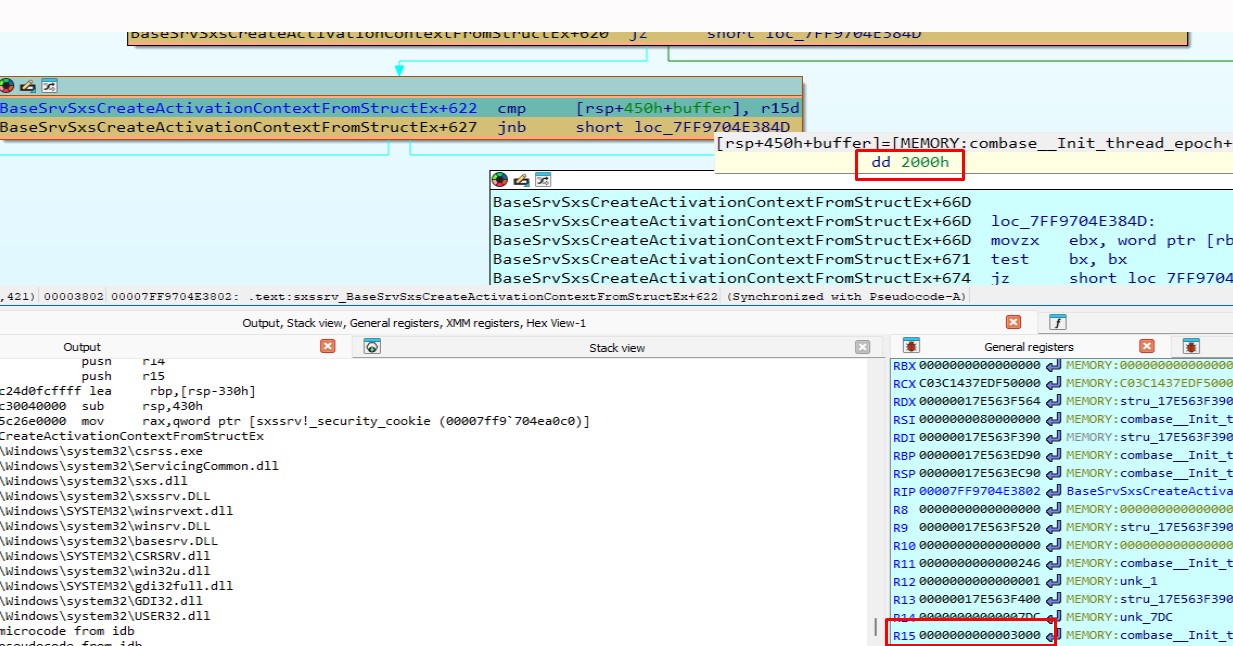 BaseSrvSxsCreateActivationContextFromStructEx+620 jz short loc_7FF9704E384D
BaseSrvSxsCreateActivationContextFromStructEx+622 cmp [rsp+450h+buffer], r15d
BaseSrvSxsCreateActivationContextFromStructEx+627 jnb short loc_7FF9704E384D
[rsp+450h+buffer]=[MEMORY:combase__Init_thread_epoch+
dd 2000h
BaseSrvSxsCreateActivationContextFromStructEx+66D
BaseSrvSxsCreateActivationContextFromStructEx+66D loc_7FF9704E384D:
BaseSrvSxsCreateActivationContextFromStructEx+66D movzx ebx, word ptr [rb
BaseSrvSxsCreateActivationContextFromStructEx+671 test bx, bx
BaseSrvSxsCreateActivationContextFromStructEx+674 jz short loc_7FF9704
,421) 00003802 00007FF9704E3802: .text:sxssrv_BaseSrvSxsCreateActivationContextFromStructEx+622 (Synchronized with Pseudocode-A)
Output, Stack view, General registers, XMM registers, Hex View-1
f
Output
Stack view
General registers
push r14
push r15
c24d0fcffff lea rbp,[rsp-330h]
c30040000 sub rsp,430h
5c26e0000 mov rax,qword ptr [sxssrv!_security_cookie (00007ff9`704ea0c0)]
CreateActivationContextFromStructEx
\Windows\system32\csrss.exe
\Windows\system32\ServicingCommon.dll
\Windows\system32\sxs.dll
\Windows\system32\sxssrv.DLL
\Windows\SYSTEM32\winsrvext.dll
\Windows\system32\winsrv.DLL
\Windows\system32\basesrv.DLL
\Windows\SYSTEM32\CSRSRV.dll
\Windows\system32\win32u.dll
\Windows\SYSTEM32\gdi32full.dll
\Windows\system32\GDI32.dll
\Windows\system32\USER32.dll
microcode from idb
pseudocode from idb
RBX 0000000000000000 MEMORY:0000000000000
RCX C03C1437EDF50000 MEMORY:C03C1437EDF5000
RDX 00000017E563F564 stru_17E563F390
RSI 0000000080000000 combase__Init_t
RDI 00000017E563F390 MEMORY:stru_17E563F390
RBP 00000017E563ED90 MEMORY:combase__Init_t
RSP 00000017E563EC90 MEMORY:combase__Init_t
RIP 00007FF9704E3802 BaseSrvSxsCreateActiva
R8 0000000000000000 MEMORY:0000000000000
R9 00000017E563F520 MEMORY:stru_17E563F390
R10 0000000000000000 MEMORY:0000000000000
R11 0000000000000246 MEMORY:combase__Init_t
R12 0000000000000001 MEMORY:unk_1
R13 00000017E563F400 MEMORY:stru_17E563F390
R14 00000000000007DC MEMORY:unk_7DC
R15 0000000000003000 MEMORY:combase__Init_t